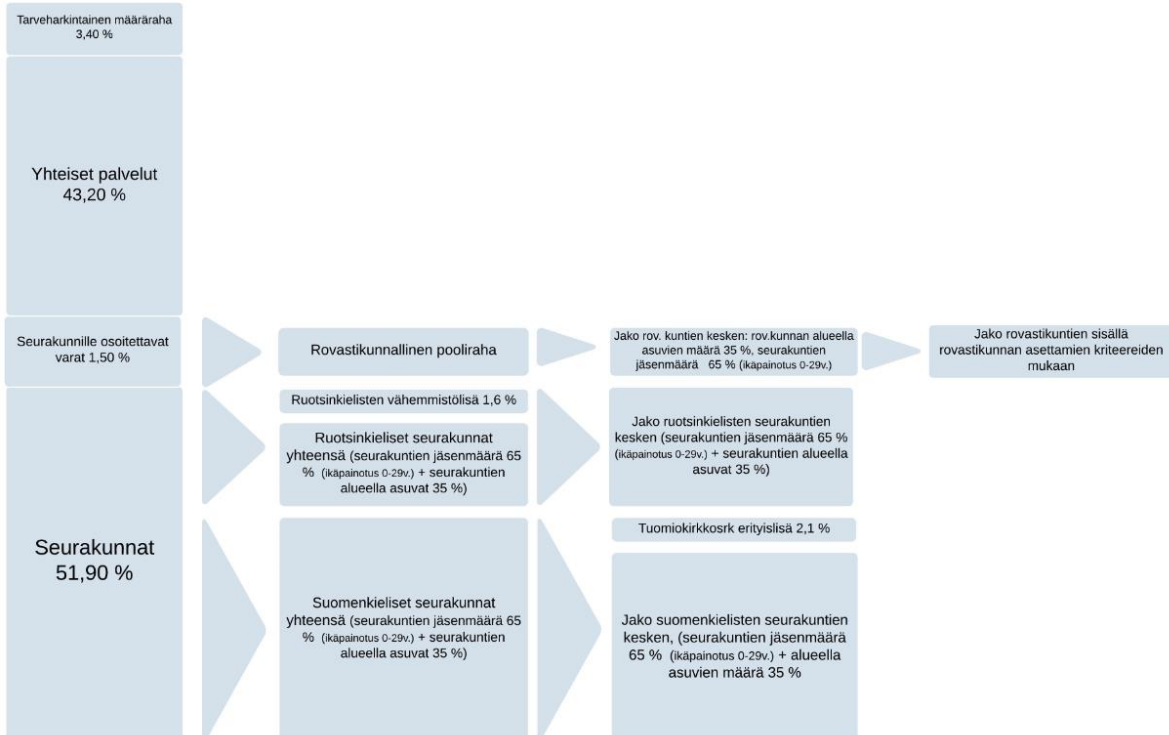 Tarveharkintainen määräraha
3,40 %
Yhteiset palvelut
43,20 %
Seurakunnille osoitettavat
varat 1,50 %
Rovastikunnallinen pooliraha
Jako rov. kuntien kesken: rov.kunnan alueella
asuvien määrä 35 %, seurakuntien
jäsenmäärä 65 % (ikäpainotus 0-29v.)
Jako rovastikuntien sisällä
rovastikunnan asettamien kriteereiden
mukaan
Seurakunnat
51,90 %
Ruotsinkielisten vähemmistölisä 1,6 %
Ruotsinkieliset seurakunnat
yhteensä (seurakuntien jäsenmäärä 65
% (ikäpainotus 0-29v.) + seurakuntien
alueella asuvat 35 %)
Jako ruotsinkielisten seurakuntien
kesken (seurakuntien jäsenmäärä 65 %
(ikäpainotus 0-29v.) + seurakuntien alueella
asuvat 35 %)
Suomenkieliset seurakunnat
yhteensä (seurakuntien jäsenmäärä 65
% (ikäpainotus 0-29v.) + seurakuntien
alueella asuvat 35 %)
Tuomiokirkkosrk erityislisä 2,1 %
Jako suomenkielisten seurakuntien
kesken, (seurakuntien jäsenmäärä
65 % (ikäpainotus 0-29v.) + alueella
asuvien määrä 35 %